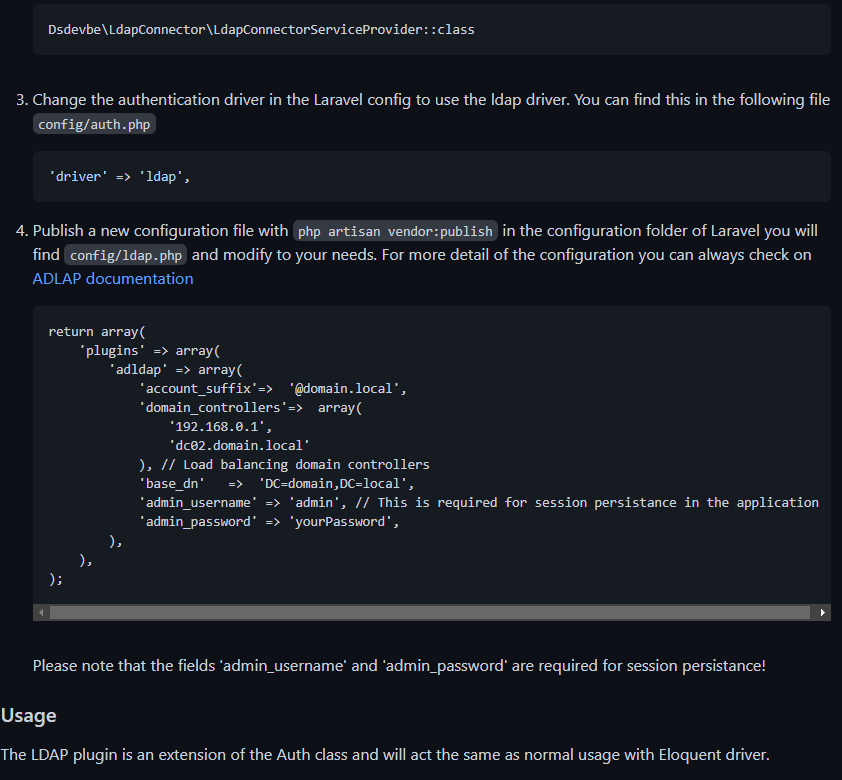 Dsdevbe\LdapConnector\LdapConnectorServiceProvider::class
3. Change the authentication driver in the Laravel config to use the ldap driver. You can find this in the following file
config/auth.php
'driver' => 'ldap',
4. Publish a new configuration file with php artisan vendor:publish in the configuration folder of Laravel you will
find config/ldap.php and modify to your needs. For more detail of the configuration you can always check on
ADLAP documentation
return array(
    'plugins' => array(
        'adldap' => array(
            'account_suffix'=>  '@domain.local',
            'domain_controllers'=>  array(
                '192.168.0.1',
                'dc02.domain.local'
            ), // Load balancing domain controllers
            'base_dn'   =>  'DC=domain,DC=local',
            'admin_username' => 'admin', // This is required for session persistance in the application
            'admin_password' => 'yourPassword',
        ),
    ),
);
Please note that the fields 'admin_username' and 'admin_password' are required for session persistance!
Usage
The LDAP plugin is an extension of the Auth class and will act the same as normal usage with Eloquent driver.